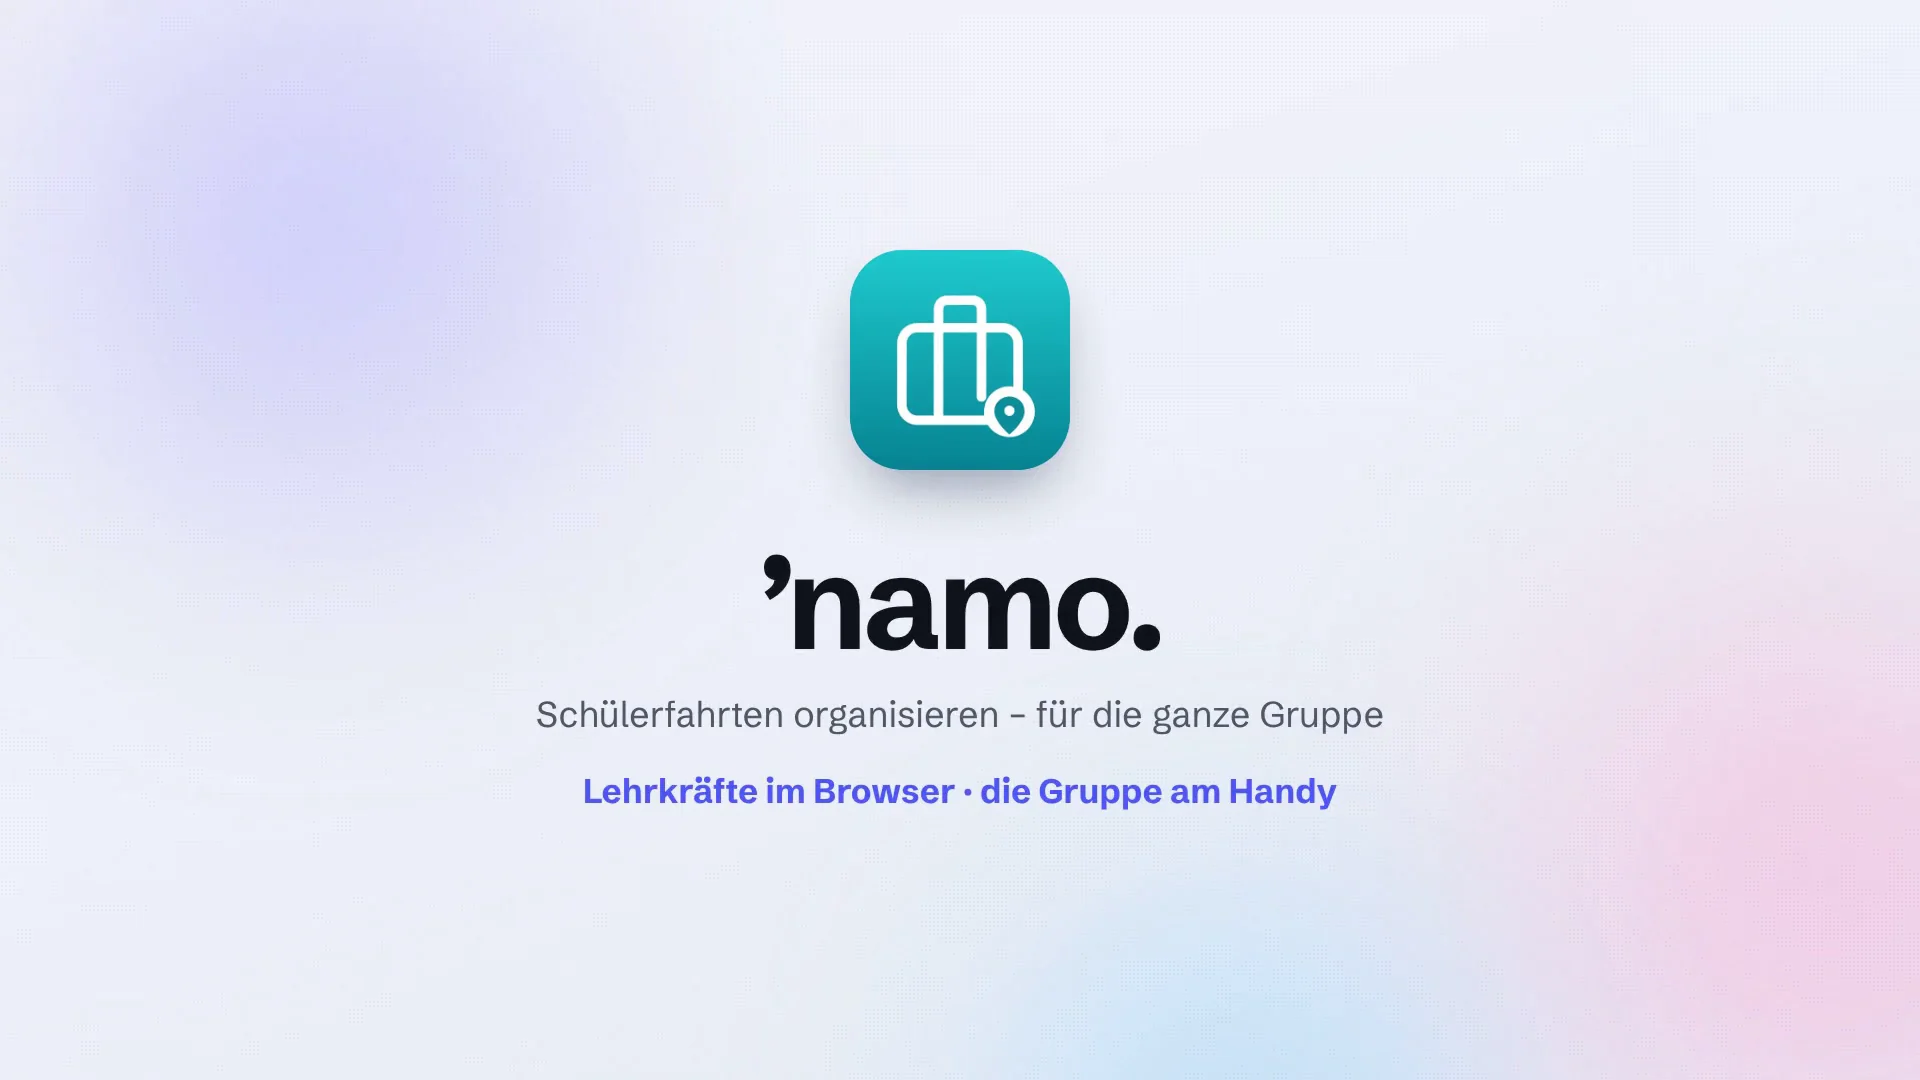 ’namo.
Schülerfahrten organisieren – für die ganze Gruppe
Lehrkräfte im Browser · die Gruppe am Handy